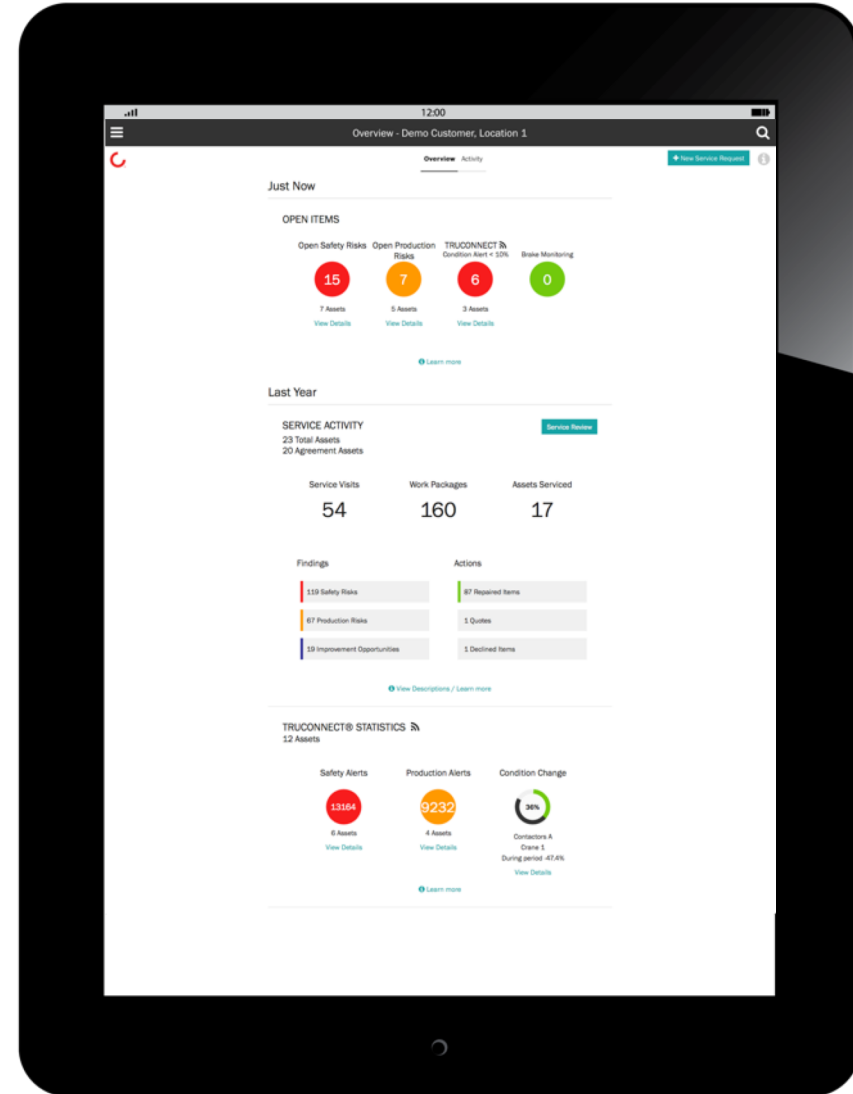 12:00
Overview - Demo Customer, Location 1
Overview Activity
+ New Service Request
Just Now
OPEN ITEMS
Open Safety Risks
15
7 Assets
View Details
Open Production
Risks
7
5 Assets
View Details
TRUCONNECT
Condition Alert < 10%
6
3 Assets
View Details
Brake Monitoring
0
Learn more
Last Year
SERVICE ACTIVITY
23 Total Assets
20 Agreement Assets
Service Review
Service Visits
54
Work Packages
160
Assets Serviced
17
Findings
119 Safety Risks
67 Production Risks
19 Improvement Opportunities
Actions
87 Repaired Items
1 Quotes
1 Declined Items
View Descriptions / Learn more
TRUCONNECT® STATISTICS
12 Assets
Safety Alerts
13164
6 Assets
View Details
Production Alerts
9232
4 Assets
View Details
Condition Change
36%
Contactors A
Crane 1
During period -47.4%
View Details
Learn more